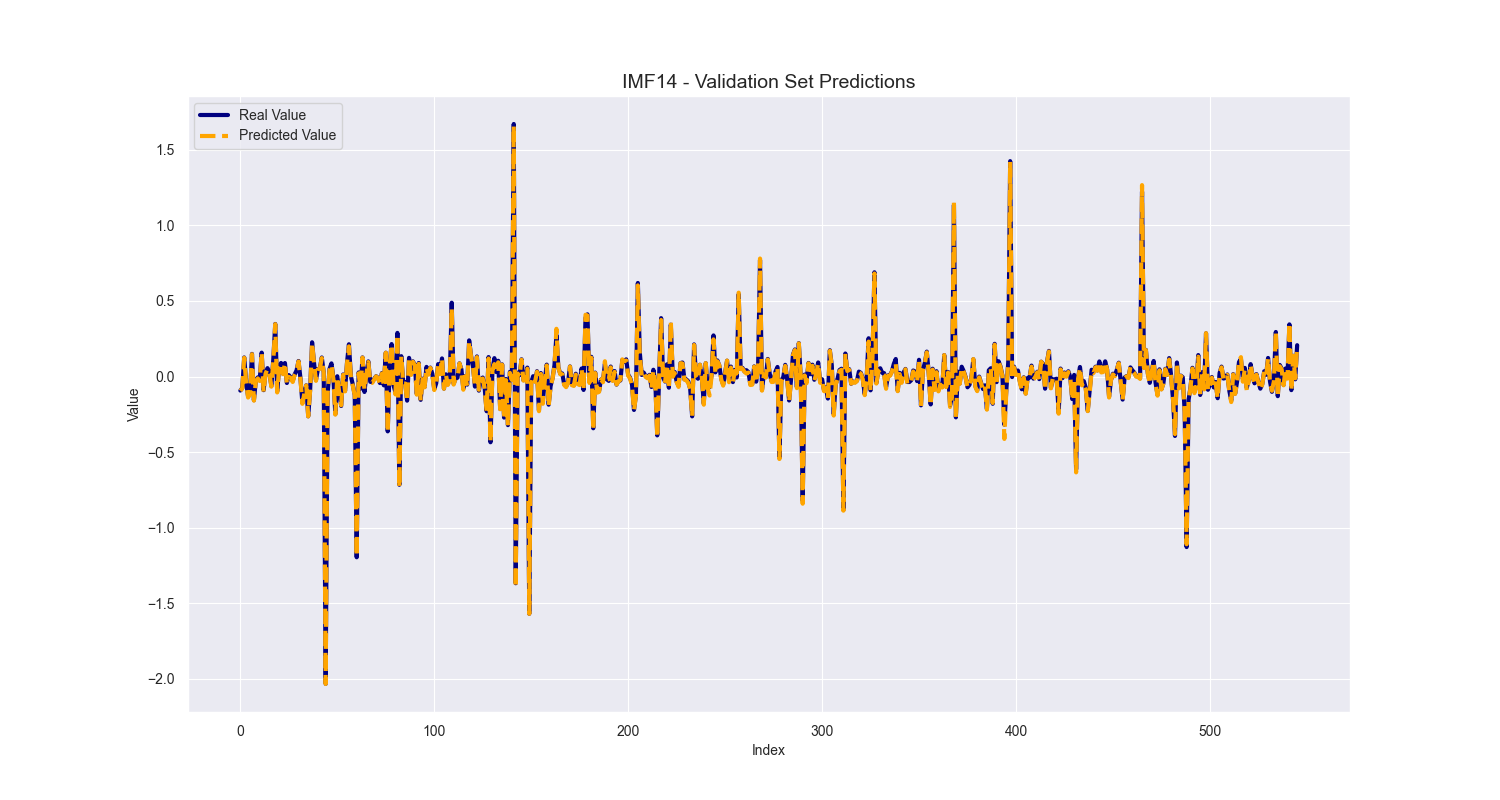 IMF14 - Validation Set Predictions
Real Value
Predicted Value
1.5
1.0
0.5
0.0
−0.5
−1.0
−1.5
−2.0
Value
0 100 200 300 400 500
Index